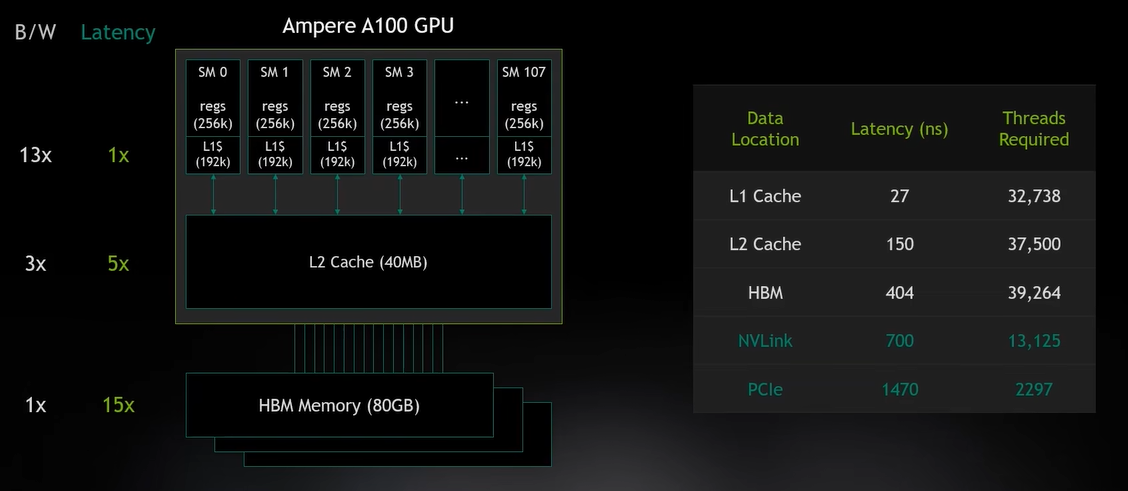 B/W Latency
Ampere A100 GPU
SM 0 SM 1 SM 2 SM 3 ... SM 107
regs regs regs regs regs
(256k) (256k) (256k) (256k) (256k)
L1$ L1$ L1$ L1$ ... L1$
(192k) (192k) (192k) (192k) (192k)
13x 1x
L2 Cache (40MB)
3x 5x
HBM Memory (80GB)
1x 15x
Data Location Latency (ns) Threads Required
L1 Cache 27 32,738
L2 Cache 150 37,500
HBM 404 39,264
NVLink 700 13,125
PCIe 1470 2297